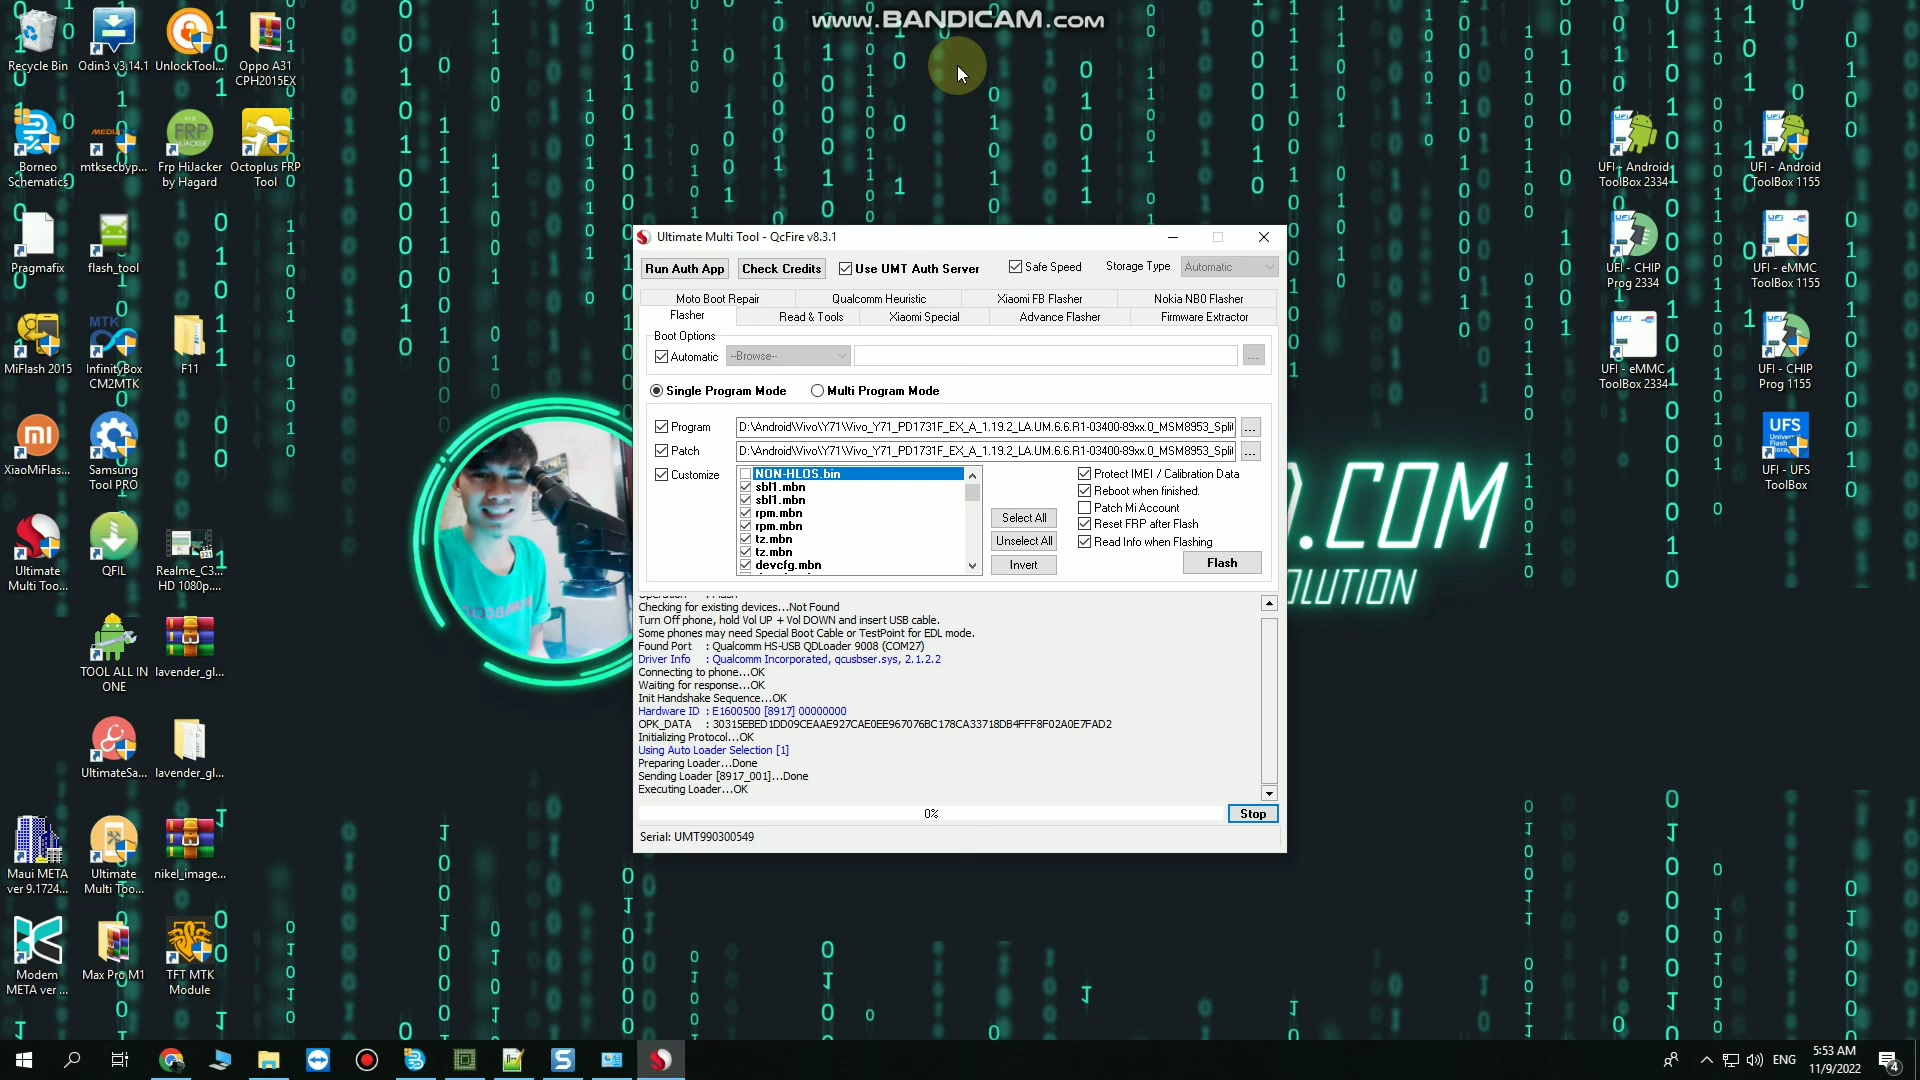 www.BANDICAM.com
Recycle Bin
Odin3 v3.14.1
UnlockTool...
Oppo A31
CPH2015EX
Borneo
Schematics
mtksecbyp...
Frp HiJacker
by Hagard
Octoplus FRP
Tool
Pragmafix
flash_tool
MiFlash 2015
InfinityBox
CM2MTK
F11
XiaoMiFlas...
Samsung
Tool PRO
Ultimate
Multi Too...
QFIL
Realme_C3...
HD 1080p....
TOOL ALL IN
ONE
lavender_gl...
UltimateSa...
lavender_gl...
Maui META
ver 9.1724...
Ultimate
Multi Too...
nikel_image...
Modem
META ver ...
Max Pro M1
TFT MTK
Module
UFi - Android
ToolBox 2334
UFI - Android
ToolBox 1155
UFi - CHIP
Prog 2334
UFI - eMMC
ToolBox 1155
UFi - eMMC
ToolBox 2334
UFI - CHIP
Prog 1155
UFS
UFi - UFS
ToolBox
.COM
OLUTION
Ultimate Multi Tool - QcFire v8.3.1
Run Auth App
Check Credits
Use UMT Auth Server
Safe Speed
Storage Type
Automatic
Moto Boot Repair
Qualcomm Heuristic
Xiaomi FB Flasher
Nokia NB0 Flasher
Flasher
Read & Tools
Xiaomi Special
Advance Flasher
Firmware Extractor
Boot Options
Automatic
--Browse--
...
Single Program Mode
Multi Program Mode
Program
D:\Android\Vivo\Y71\Vivo_Y71_PD1731F_EX_A_1.19.2_LA.UM.6.6.R1-03400-89xx.0_MSM8953_Spli
...
Patch
D:\Android\Vivo\Y71\Vivo_Y71_PD1731F_EX_A_1.19.2_LA.UM.6.6.R1-03400-89xx.0_MSM8953_Spli
...
Customize
NON-HLOS.bin
sbl1.mbn
sbl1.mbn
rpm.mbn
rpm.mbn
tz.mbn
tz.mbn
devcfg.mbn
Select All
Unselect All
Invert
Protect IMEI / Calibration Data
Reboot when finished.
Patch Mi Account
Reset FRP after Flash
Read Info when Flashing
Flash
Checking for existing devices...Not Found
Turn Off phone, hold Vol UP + Vol DOWN and insert USB cable.
Some phones may need Special Boot Cable or TestPoint for EDL mode.
Found Port : Qualcomm HS-USB QDLoader 9008 (COM27)
Driver Info : Qualcomm Incorporated, qcusbser.sys, 2.1.2.2
Connecting to phone...OK
Waiting for response...OK
Init Handshake Sequence...OK
Hardware ID : E1600500 [8917] 00000000
OPK_DATA : 30315EBED1DD09CEAAE927CAE0EE967076BC178CA33718DB4FFF8F02A0E7FAD2
Initializing Protocol...OK
Using Auto Loader Selection [1]
Preparing Loader...Done
Sending Loader [8917_001]...Done
Executing Loader...OK
0%
Stop
Serial: UMT990300549
ENG
5:53 AM
11/9/2022
4